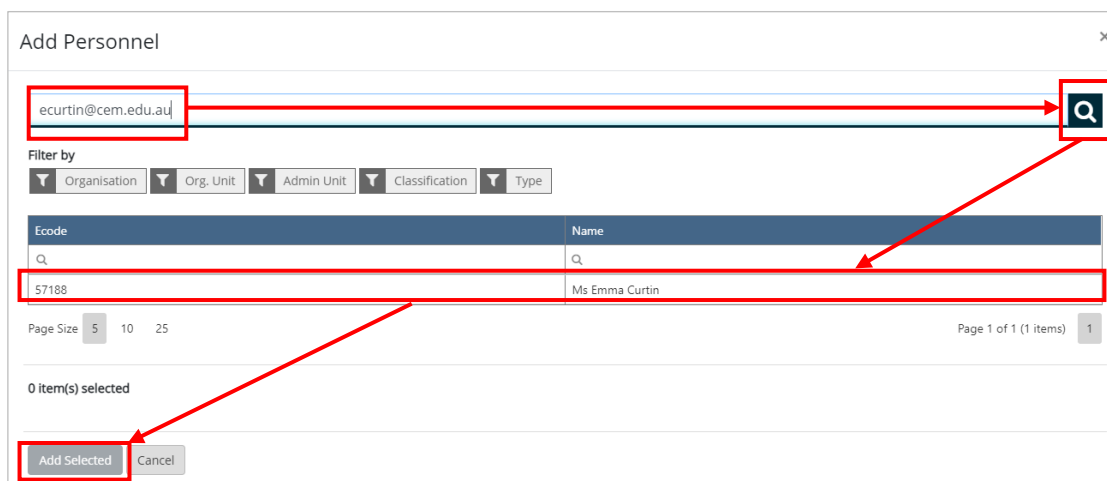 Add Personnel ×
ecurtin@cem.edu.au
Filter by
Organisation Org. Unit Admin Unit Classification Type
Ecode Name
57188 Ms Emma Curtin
Page Size 5 10 25 Page 1 of 1 (1 items) 1
0 item(s) selected
Add Selected Cancel